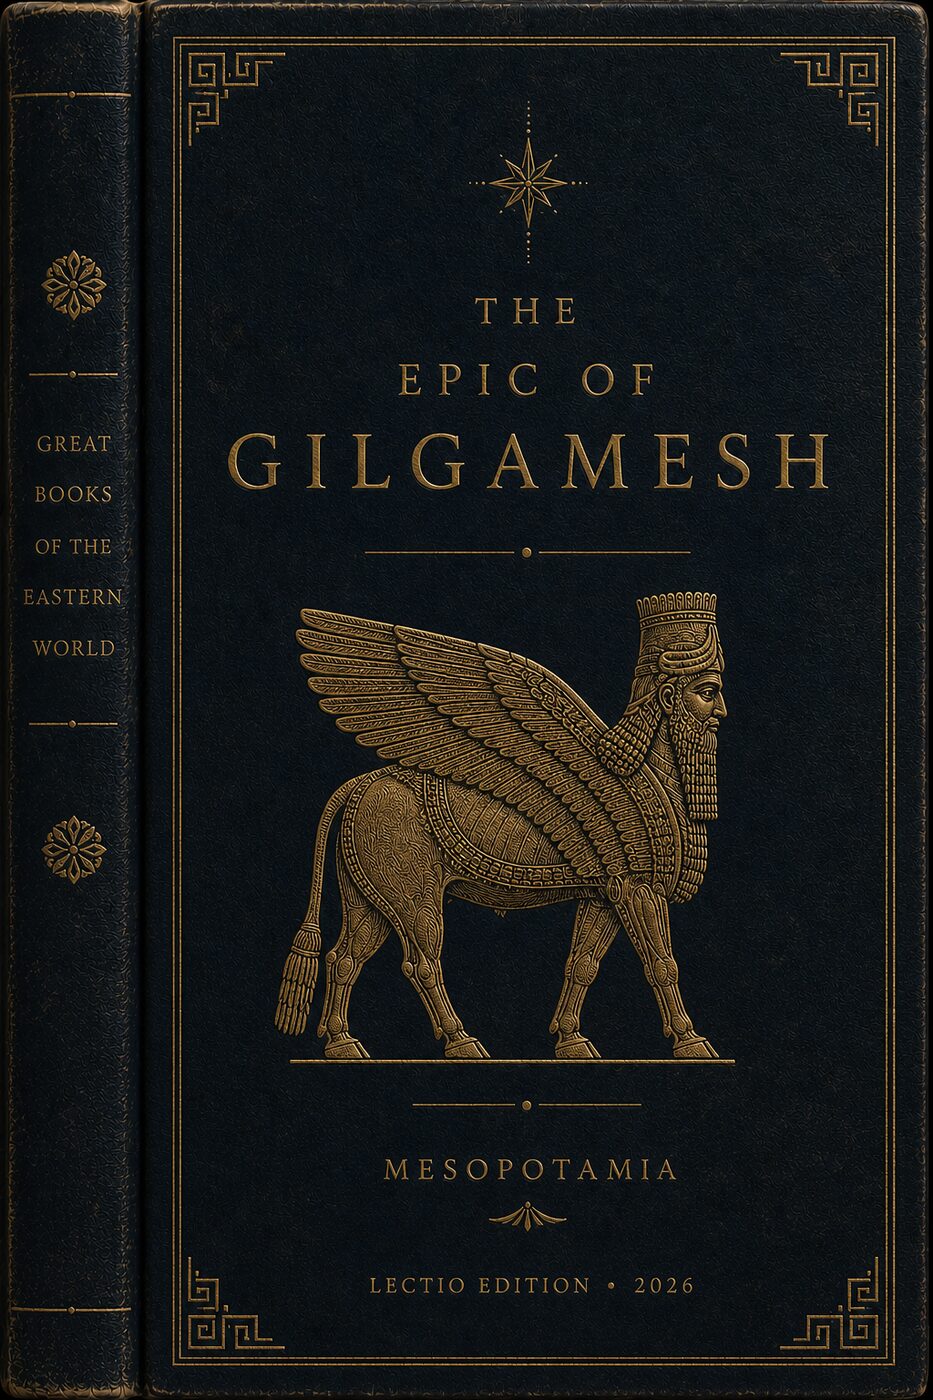 GREAT
BOOKS
OF THE
EASTERN
WORLD
THE
EPIC OF
GILGAMESH
MESOPOTAMIA
LECTIO EDITION • 2026